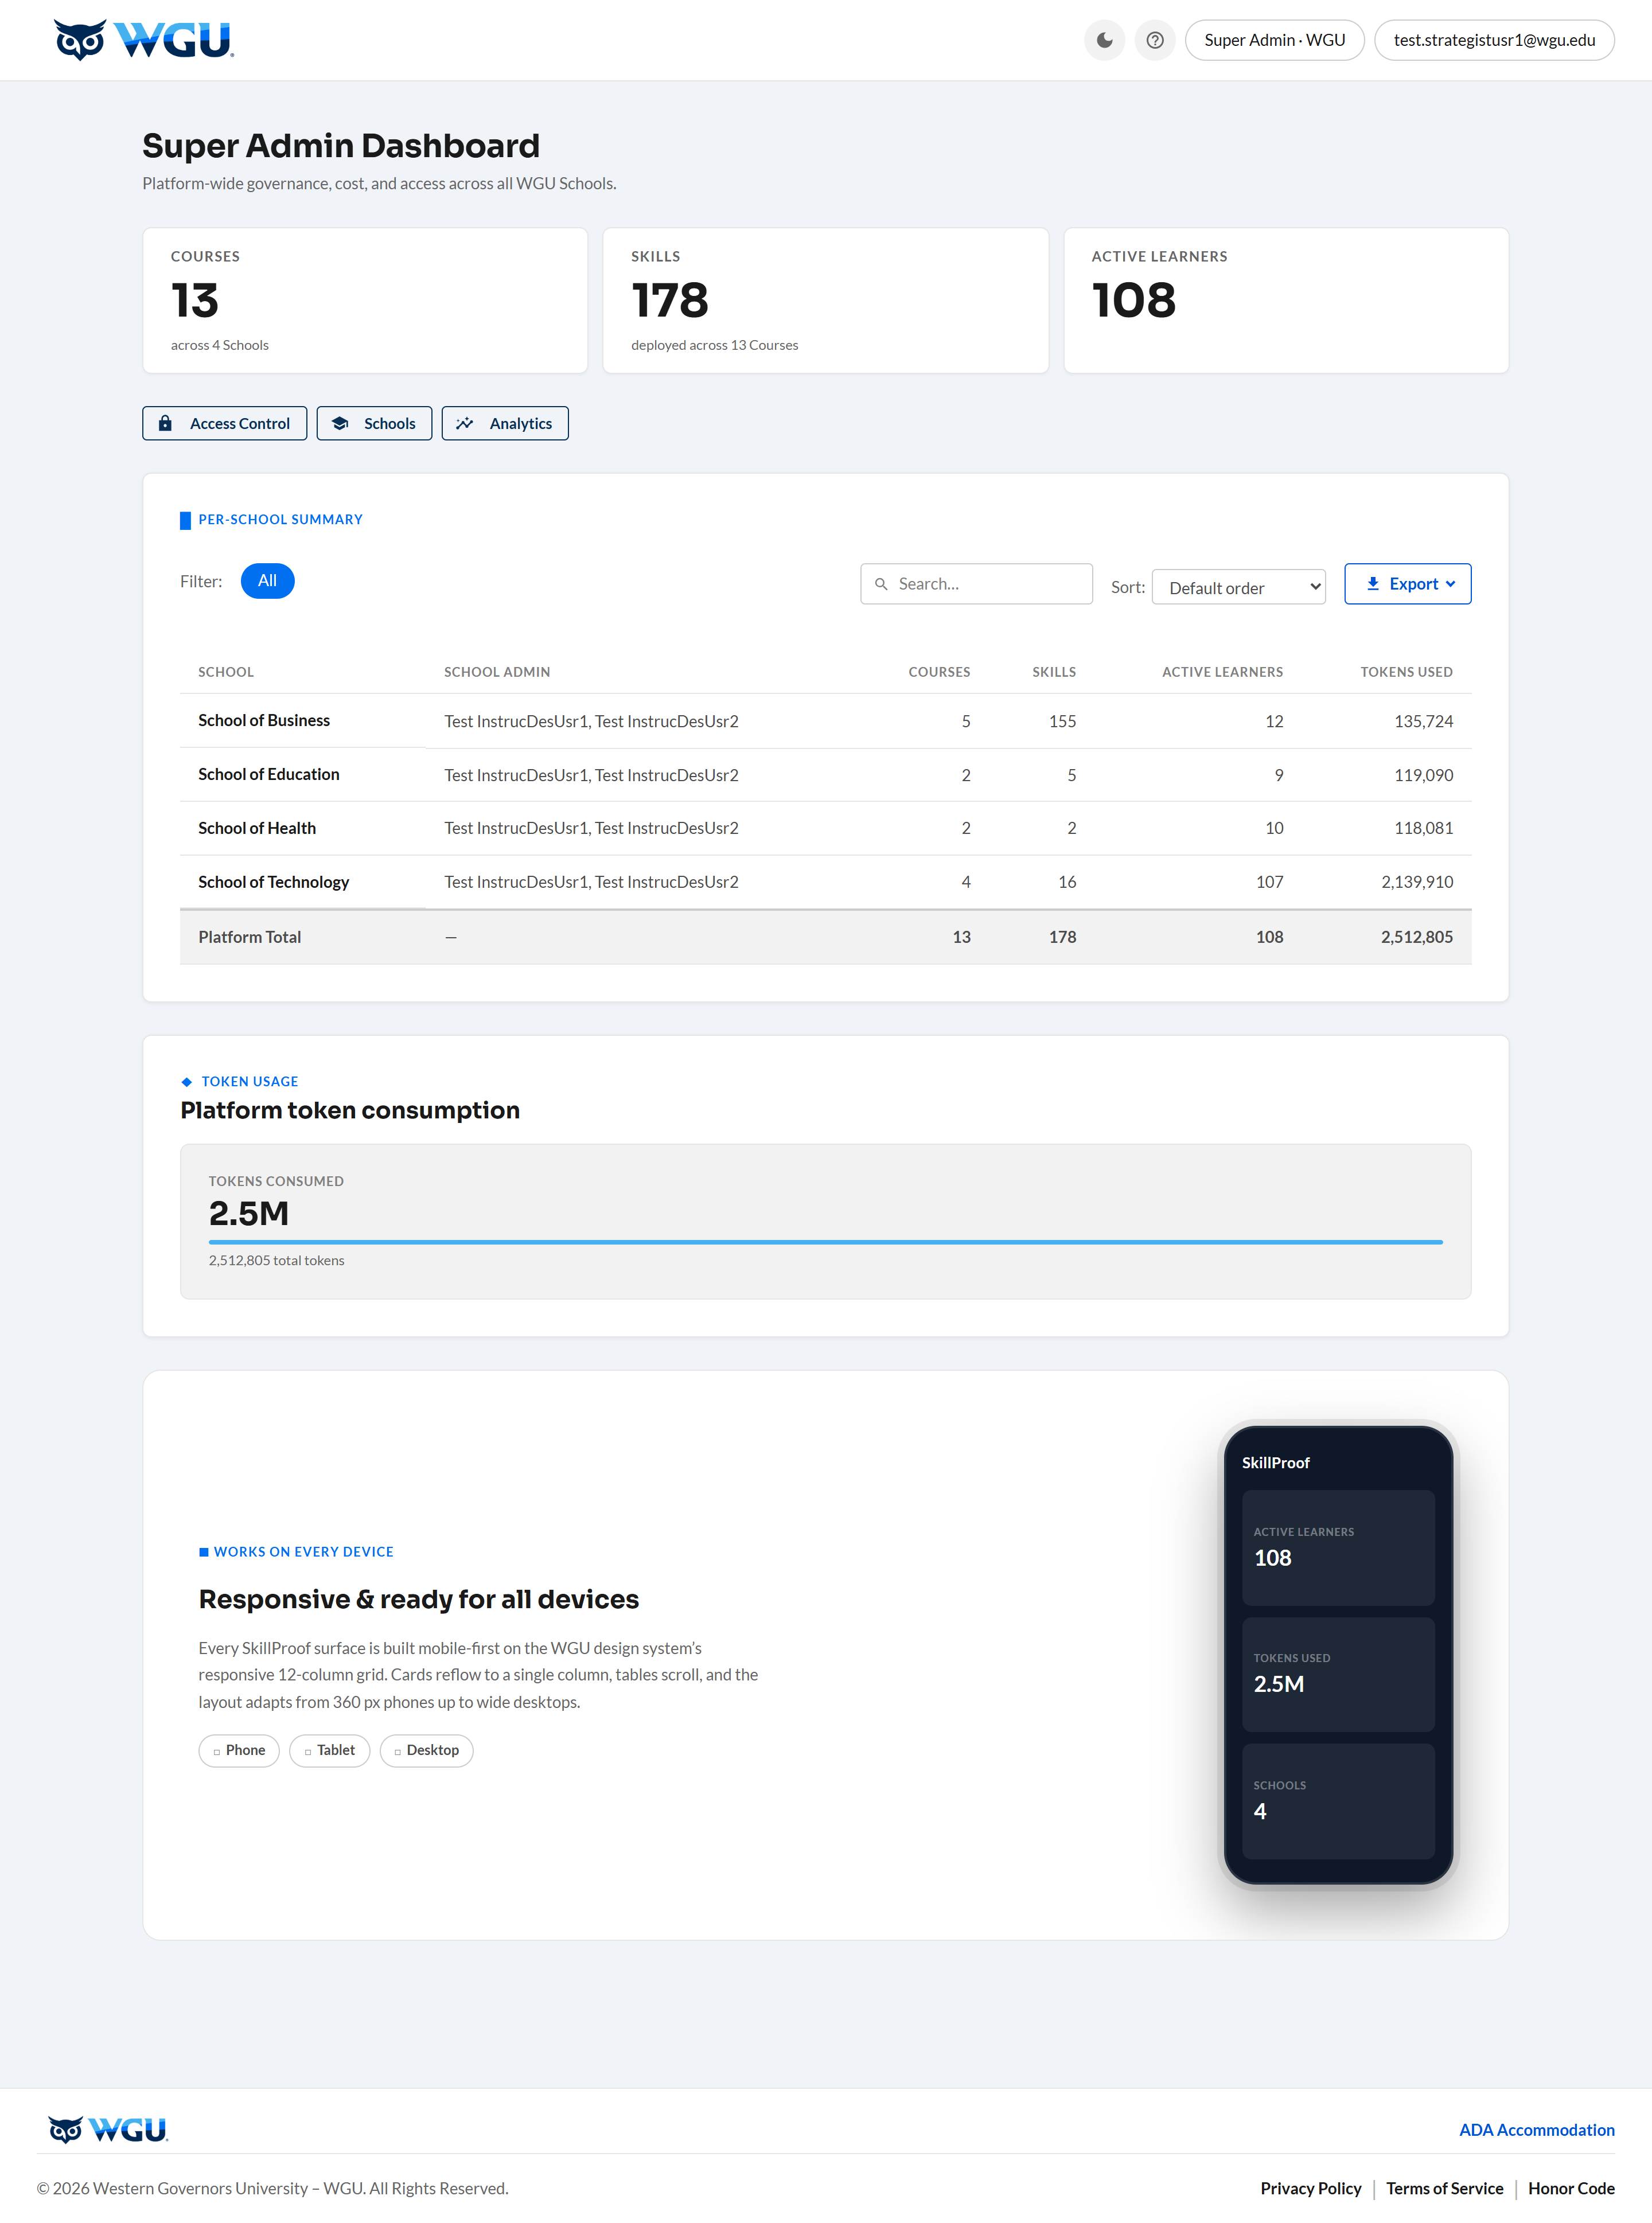 WGU
Super Admin · WGU
test.strategistusr1@wgu.edu
Super Admin Dashboard
Platform-wide governance, cost, and access across all WGU Schools.
COURSES
13
across 4 Schools
SKILLS
178
deployed across 13 Courses
ACTIVE LEARNERS
108
Access Control
Schools
Analytics
PER-SCHOOL SUMMARY
Filter: All
Search...
Sort: Default order
Export
SCHOOL SCHOOL ADMIN COURSES SKILLS ACTIVE LEARNERS TOKENS USED
School of Business Test InstrucDesUsr1, Test InstrucDesUsr2 5 155 12 135,724
School of Education Test InstrucDesUsr1, Test InstrucDesUsr2 2 5 9 119,090
School of Health Test InstrucDesUsr1, Test InstrucDesUsr2 2 2 10 118,081
School of Technology Test InstrucDesUsr1, Test InstrucDesUsr2 4 16 107 2,139,910
Platform Total — 13 178 108 2,512,805
TOKEN USAGE
Platform token consumption
TOKENS CONSUMED
2.5M
2,512,805 total tokens
WORKS ON EVERY DEVICE
Responsive & ready for all devices
Every SkillProof surface is built mobile-first on the WGU design system's
responsive 12-column grid. Cards reflow to a single column, tables scroll, and the
layout adapts from 360 px phones up to wide desktops.
Phone
Tablet
Desktop
SkillProof
ACTIVE LEARNERS
108
TOKENS USED
2.5M
SCHOOLS
4
WGU
ADA Accommodation
© 2026 Western Governors University – WGU. All Rights Reserved.
Privacy Policy | Terms of Service | Honor Code